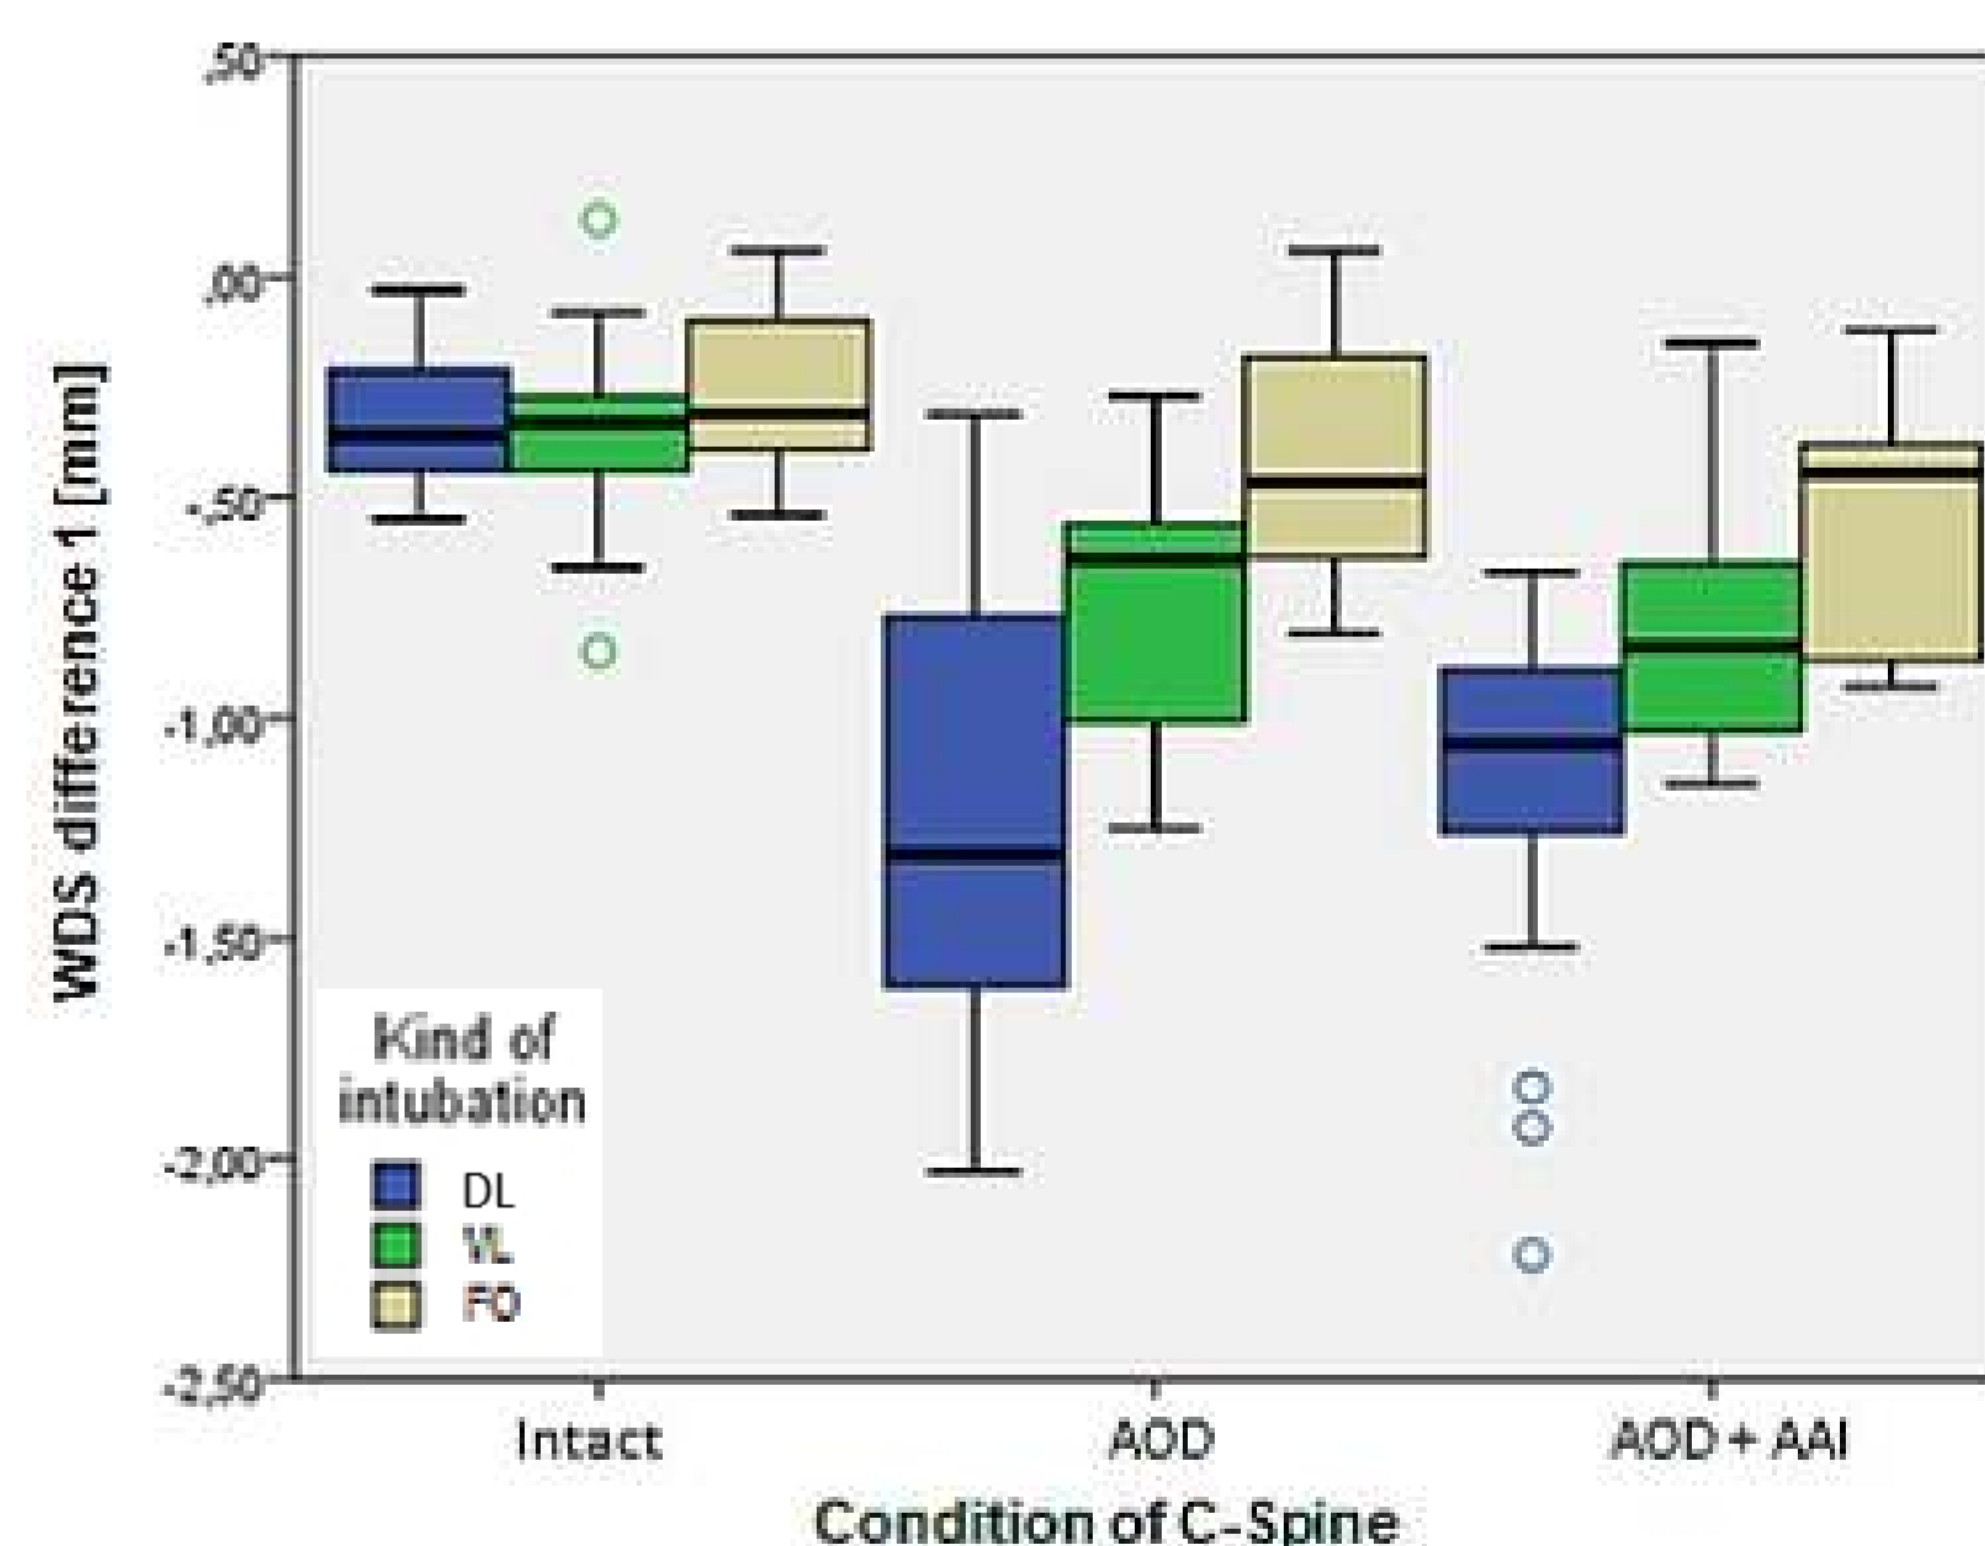 ,50
,00
-,50
-1,00
-1,50
-2,00
-2,50
WDS difference 1 [mm]
Kind of
intubation
DL
VL
FO
Intact
AOD
AOD + AAI
Condition of C-Spine